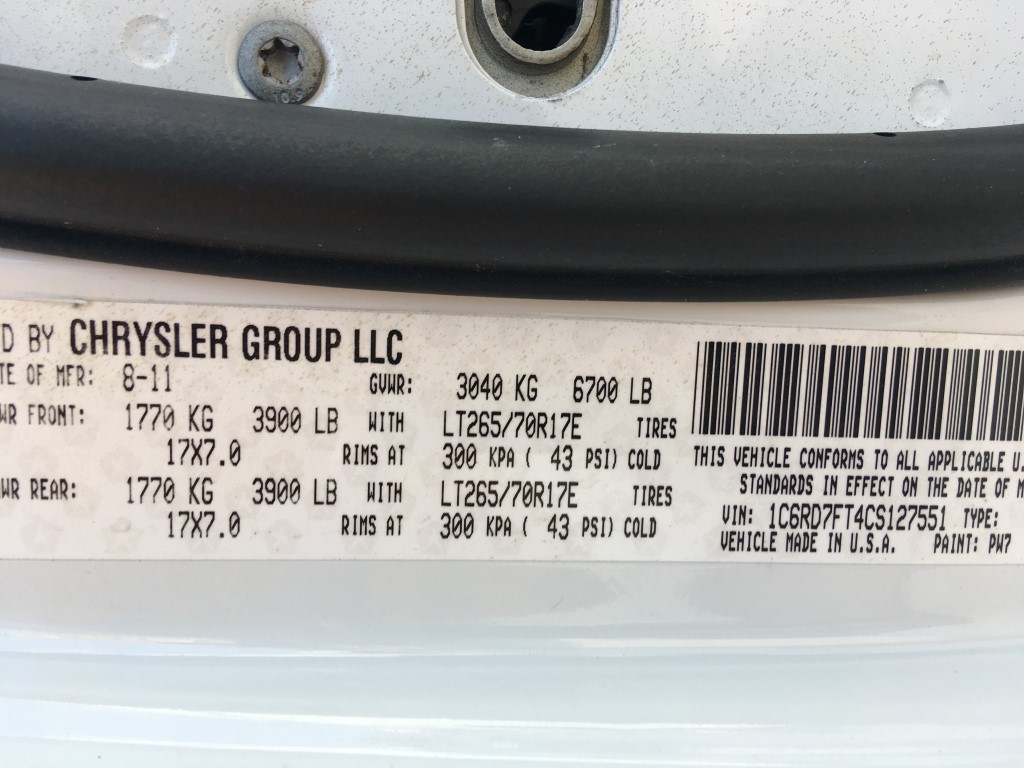 D BY CHRYSLER GROUP LLC
TE OF MFR: 8-11 GVWR: 3040 KG 6700 LB
WR FRONT: 1770 KG 3900 LB WITH LT265/70R17E TIRES
17X7.0 RIMS AT 300 KPA ( 43 PSI) COLD
WR REAR: 1770 KG 3900 LB WITH LT265/70R17E TIRES
17X7.0 RIMS AT 300 KPA ( 43 PSI) COLD
THIS VEHICLE CONFORMS TO ALL APPLICABLE U.
STANDARDS IN EFFECT ON THE DATE OF M
VIN: 1C6RD7FT4CS127551 TYPE:
VEHICLE MADE IN U.S.A. PAINT: PW7